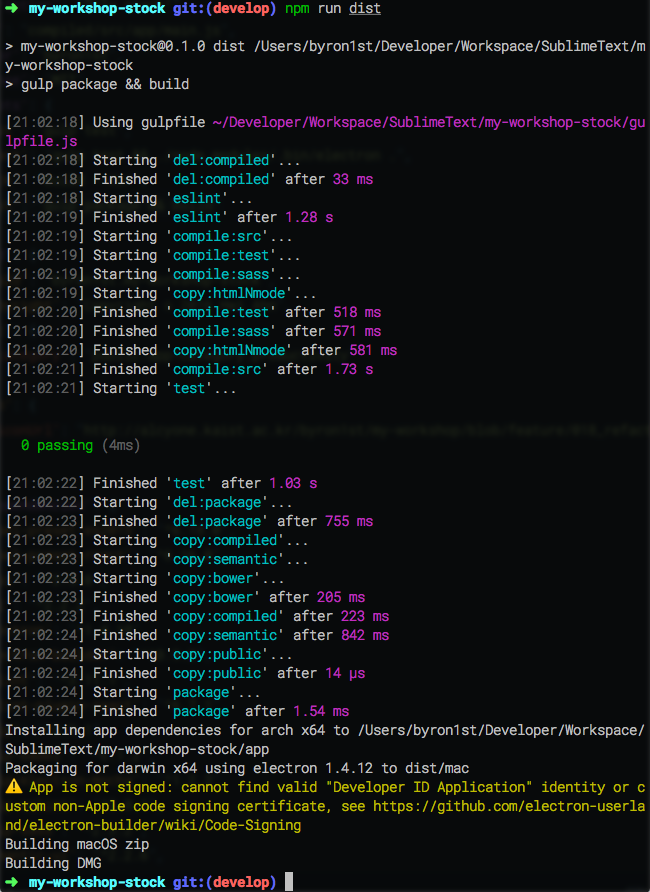 ➜ my-workshop-stock git:(develop) npm run dist
> my-workshop-stock@0.1.0 dist /Users/byron1st/Developer/Workspace/SublimeText/m
y-workshop-stock
> gulp package && build
[21:02:18] Using gulpfile ~/Developer/Workspace/SublimeText/my-workshop-stock/gu
lpfile.js
[21:02:18] Starting 'del:compiled'...
[21:02:18] Finished 'del:compiled' after 33 ms
[21:02:18] Starting 'eslint'...
[21:02:19] Finished 'eslint' after 1.28 s
[21:02:19] Starting 'compile:src'...
[21:02:19] Starting 'compile:test'...
[21:02:19] Starting 'compile:sass'...
[21:02:19] Starting 'copy:htmlNmode'...
[21:02:20] Finished 'compile:test' after 518 ms
[21:02:20] Finished 'compile:sass' after 571 ms
[21:02:20] Finished 'copy:htmlNmode' after 581 ms
[21:02:21] Finished 'compile:src' after 1.73 s
[21:02:21] Starting 'test'...
0 passing (4ms)
[21:02:22] Finished 'test' after 1.03 s
[21:02:22] Starting 'del:package'...
[21:02:23] Finished 'del:package' after 755 ms
[21:02:23] Starting 'copy:compiled'...
[21:02:23] Starting 'copy:semantic'...
[21:02:23] Starting 'copy:bower'...
[21:02:23] Finished 'copy:bower' after 205 ms
[21:02:23] Finished 'copy:compiled' after 223 ms
[21:02:24] Finished 'copy:semantic' after 842 ms
[21:02:24] Starting 'copy:public'...
[21:02:24] Finished 'copy:public' after 14 μs
[21:02:24] Starting 'package'...
[21:02:24] Finished 'package' after 1.54 ms
Installing app dependencies for arch x64 to /Users/byron1st/Developer/Workspace/
SublimeText/my-workshop-stock/app
Packaging for darwin x64 using electron 1.4.12 to dist/mac
⚠️ App is not signed: cannot find valid "Developer ID Application" identity or c
ustom non-Apple code signing certificate, see https://github.com/electron-userla
nd/electron-builder/wiki/Code-Signing
Building macOS zip
Building DMG
➜ my-workshop-stock git:(develop)